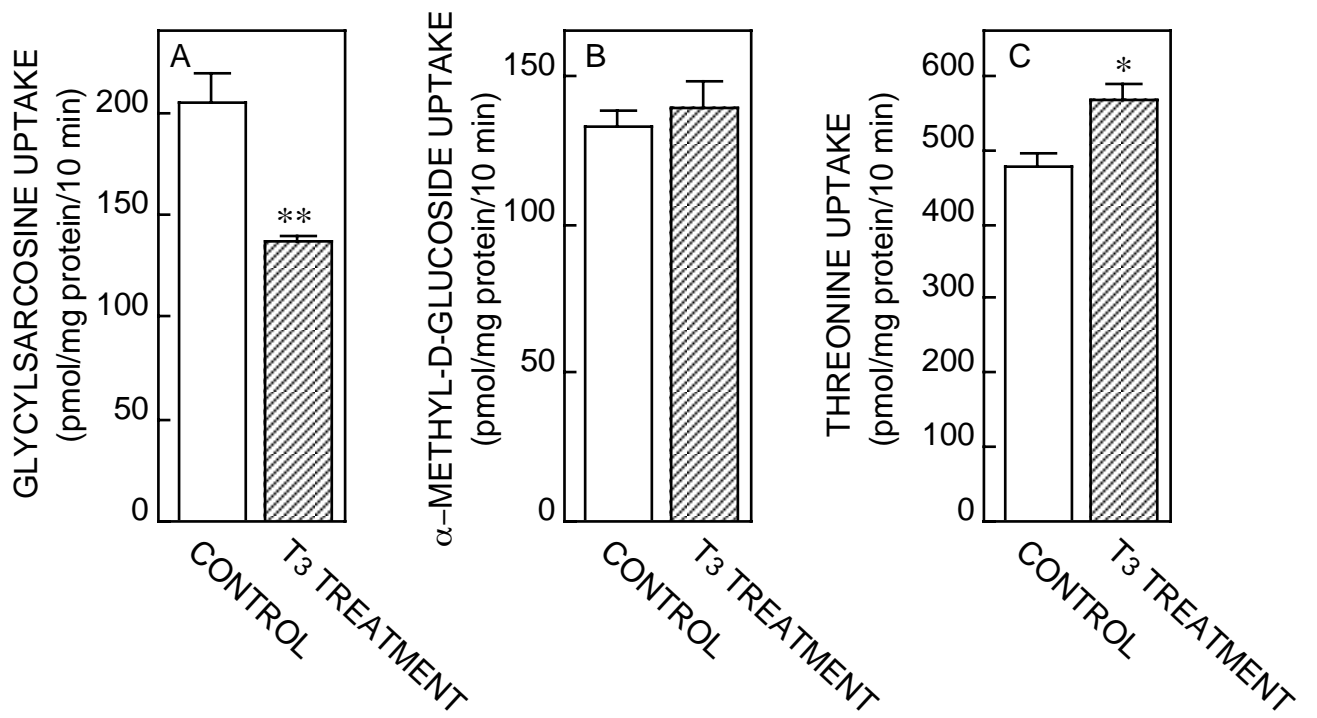 GLYCYLSARCOSINE UPTAKE
(pmol/mg protein/10 min)
A
200
150
100
50
0
**
CONTROL
T3 TREATMENT
α–METHYL-D-GLUCOSIDE UPTAKE
(pmol/mg protein/10 min)
B
150
100
50
0
CONTROL
T3 TREATMENT
THREONINE UPTAKE
(pmol/mg protein/10 min)
C
600
500
400
300
200
100
0
*
CONTROL
T3 TREATMENT